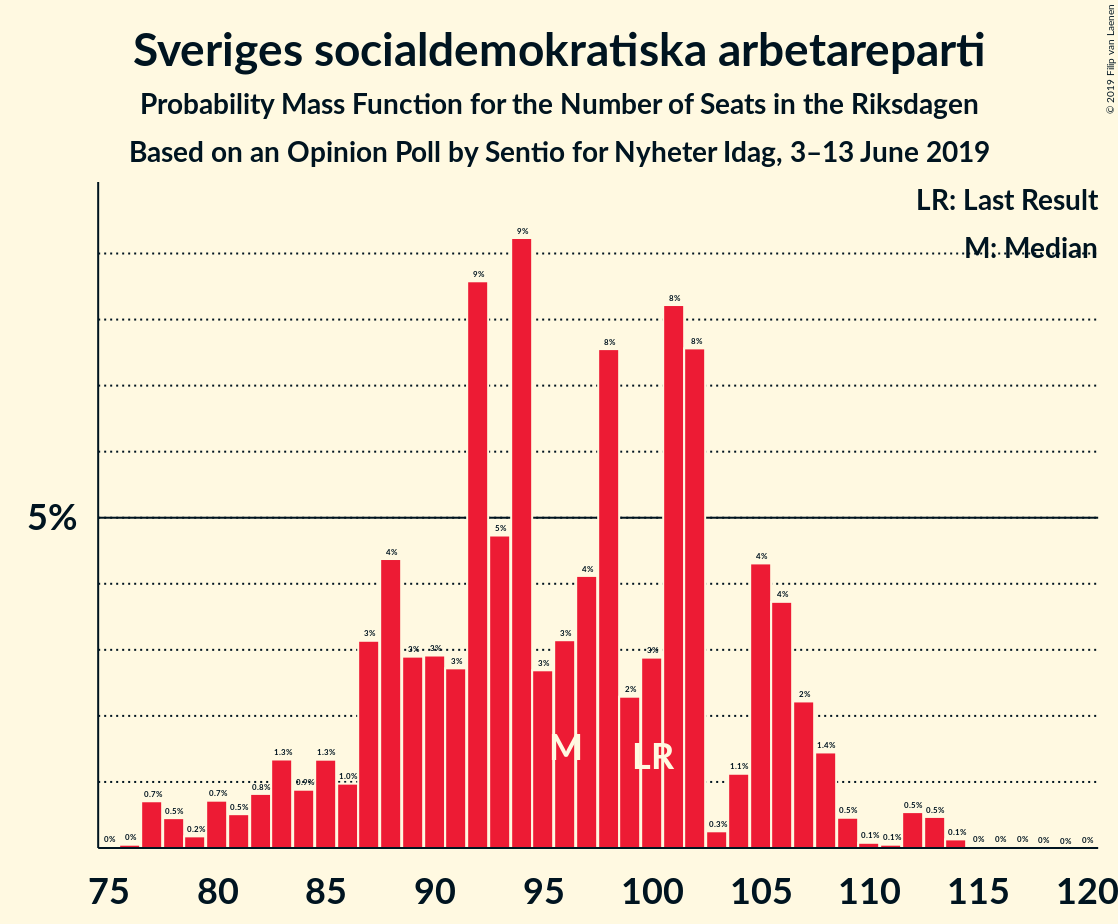 Sveriges socialdemokratiska arbetareparti
Probability Mass Function for the Number of Seats in the Riksdagen
Based on an Opinion Poll by Sentio for Nyheter Idag, 3–13 June 2019
© 2019 Filip van Laenen
LR: Last Result
M: Median
5%
0% 0% 0.7% 0.5% 0.2% 0.7% 0.5% 0.8% 1.3% 0.9% 1.3% 1.0% 3% 4% 3% 3% 3% 9% 5% 9% 3% 3% 4% 8% 2% 3% 8% 8% 0.3% 1.1% 4% 4% 2% 1.4% 0.5% 0.1% 0.1% 0.5% 0.5% 0.1% 0% 0% 0% 0% 0% 0%
M LR
75 80 85 90 95 100 105 110 115 120